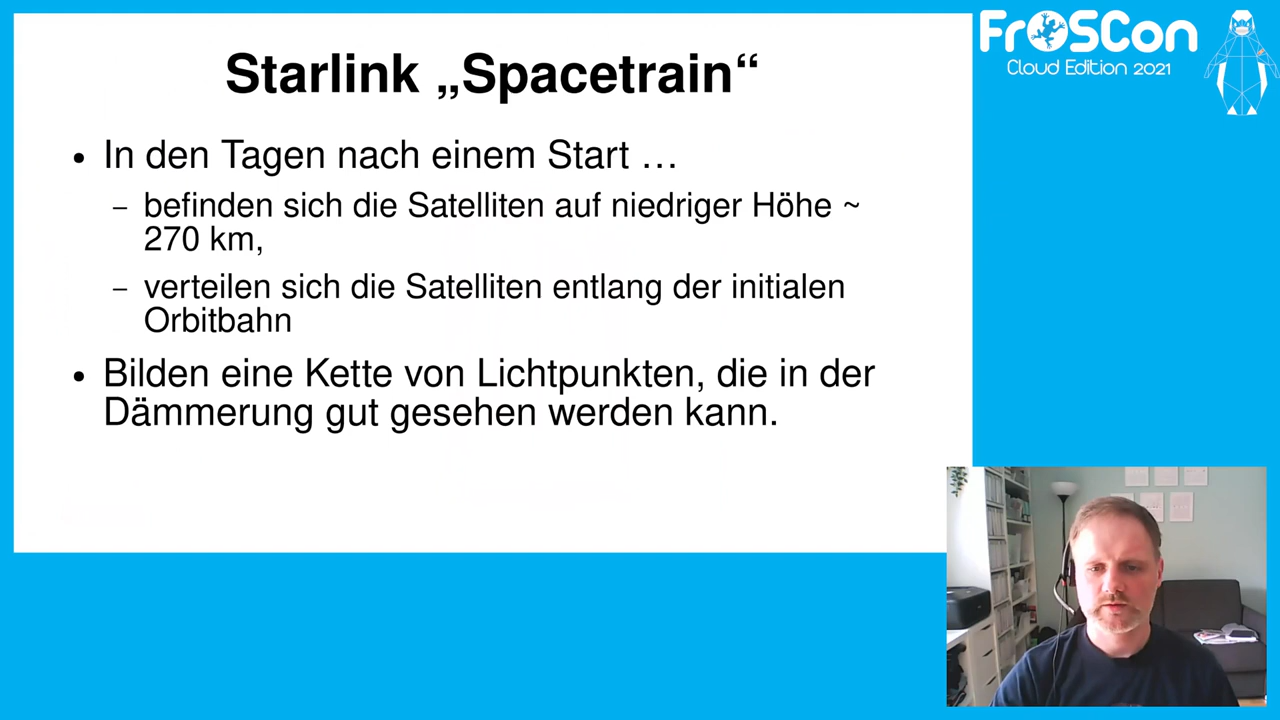 Starlink „Spacetrain“
• In den Tagen nach einem Start …
– befinden sich die Satelliten auf niedriger Höhe ~
270 km,
– verteilen sich die Satelliten entlang der initialen
Orbitbahn
• Bilden eine Kette von Lichtpunkten, die in der
Dämmerung gut gesehen werden kann.
FrOSCon
Cloud Edition 2021